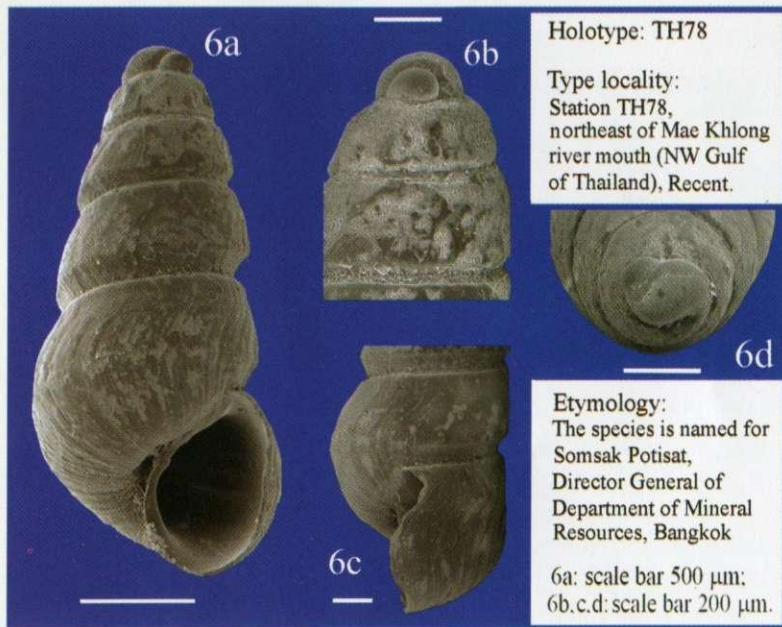 6a
6b
Holotype: TH78
Type locality:
Station TH78,
northeast of Mae Khlong
river mouth (NW Gulf
of Thailand), Recent.
6d
6c
Etymology:
The species is named for
Somsak Potisat,
Director General of
Department of Mineral
Resources, Bangkok
6a: scale bar 500 µm;
6b.c.d: scale bar 200 µm.